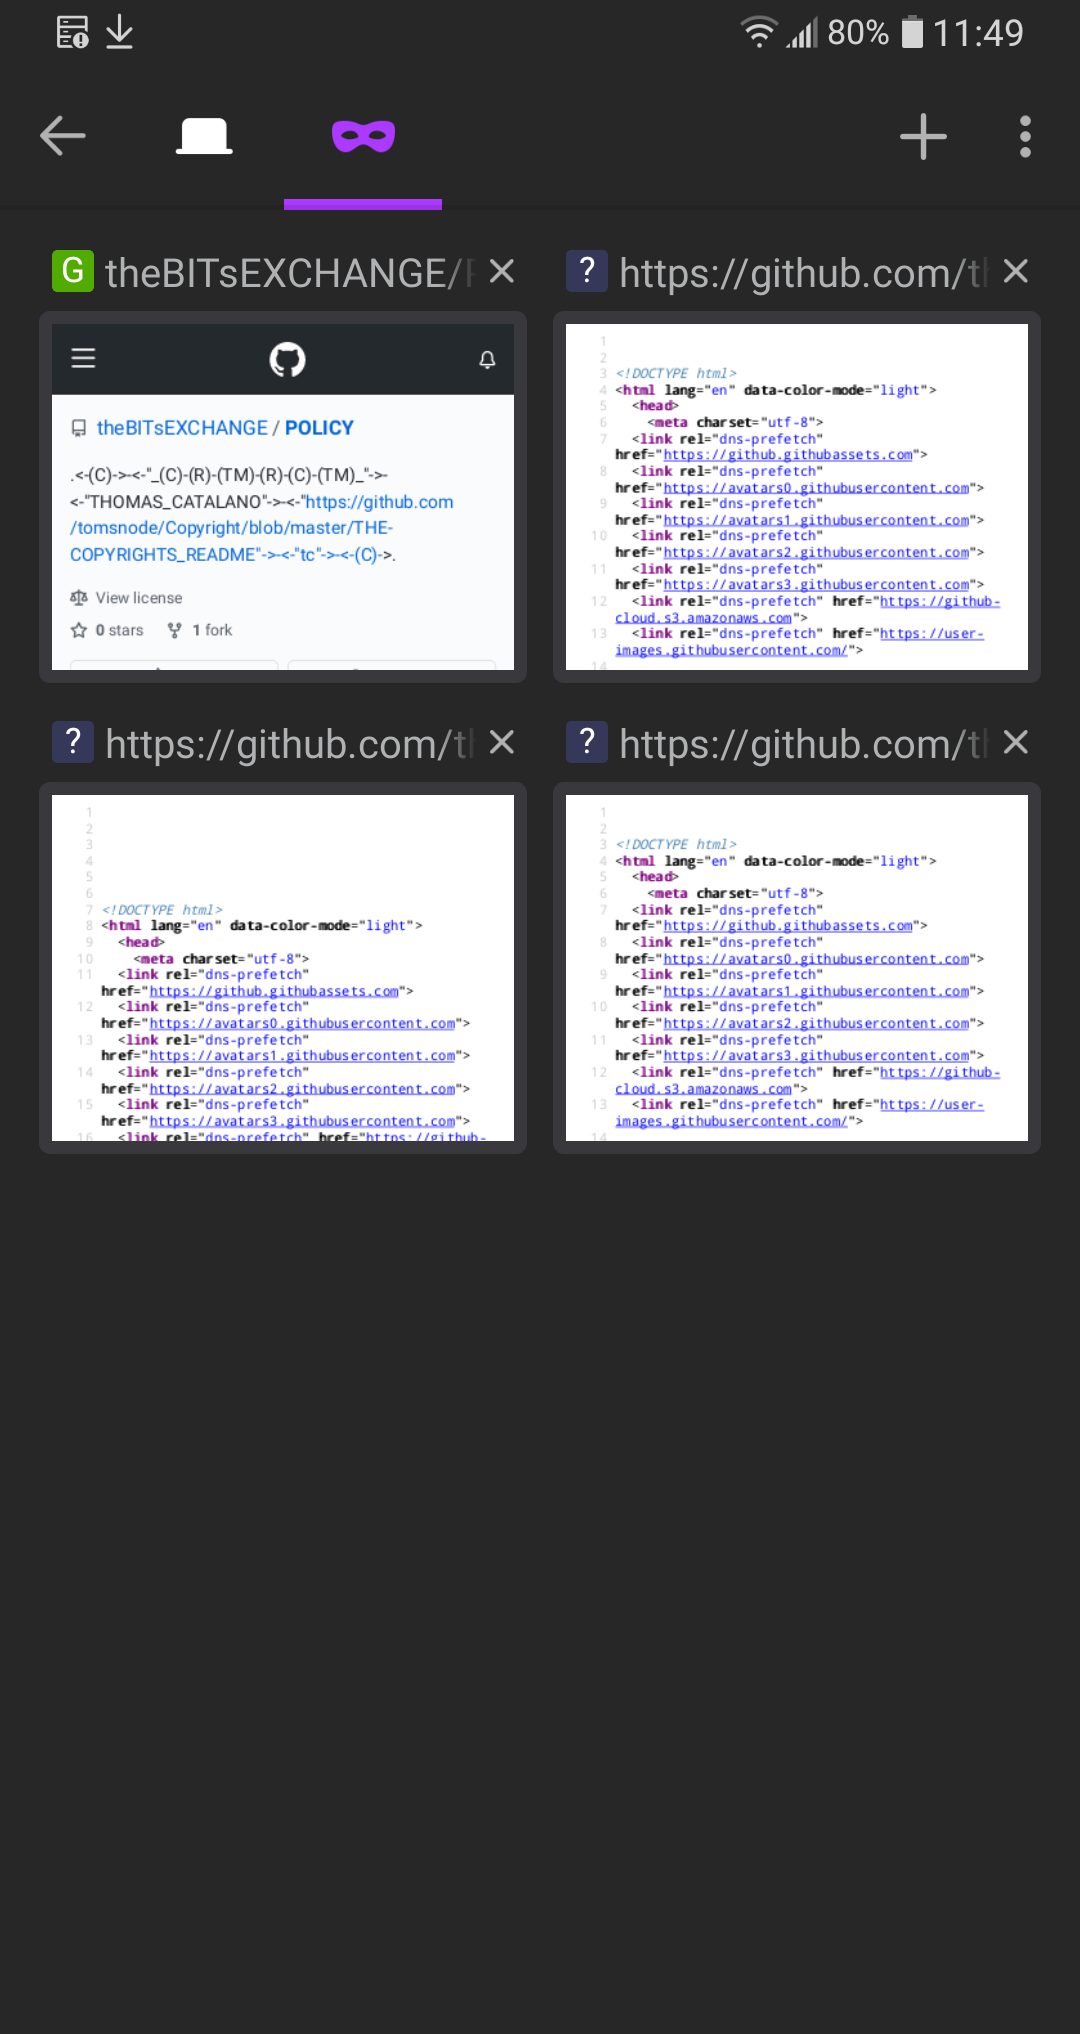 80% 11:49
G theBITsEXCHANGE/
? https://github.com/t
theBITsEXCHANGE / POLICY
.<-(C)->-<-"_(C)-(R)-(TM)-(R)-(C)-(TM)_"->-
<-"THOMAS_CATALANO"->-<-"https://github.com
/tomsnode/Copyright/blob/master/THE-
COPYRIGHTS_README"->-<-"tc"->-<-(C)->.
View license
0 stars 1 fork
1
2
3 <!DOCTYPE html>
4 <html lang="en" data-color-mode="light">
5 <head>
6 <meta charset="utf-8">
7 <link rel="dns-prefetch"
href="https://github.githubassets.com">
8 <link rel="dns-prefetch"
href="https://avatars0.githubusercontent.com">
9 <link rel="dns-prefetch"
href="https://avatars1.githubusercontent.com">
10 <link rel="dns-prefetch"
href="https://avatars2.githubusercontent.com">
11 <link rel="dns-prefetch"
href="https://avatars3.githubusercontent.com">
12 <link rel="dns-prefetch" href="https://github-
cloud.s3.amazonaws.com">
13 <link rel="dns-prefetch" href="https://user-
images.githubusercontent.com/">
14
? https://github.com/t
? https://github.com/t
1
2
3
4
5
6
7 <!DOCTYPE html>
8 <html lang="en" data-color-mode="light">
9 <head>
10 <meta charset="utf-8">
11 <link rel="dns-prefetch"
href="https://github.githubassets.com">
12 <link rel="dns-prefetch"
href="https://avatars0.githubusercontent.com">
13 <link rel="dns-prefetch"
href="https://avatars1.githubusercontent.com">
14 <link rel="dns-prefetch"
href="https://avatars2.githubusercontent.com">
15 <link rel="dns-prefetch"
href="https://avatars3.githubusercontent.com">
16 <link rel="dns-prefetch" href="https://github-
1
2
3 <!DOCTYPE html>
4 <html lang="en" data-color-mode="light">
5 <head>
6 <meta charset="utf-8">
7 <link rel="dns-prefetch"
href="https://github.githubassets.com">
8 <link rel="dns-prefetch"
href="https://avatars0.githubusercontent.com">
9 <link rel="dns-prefetch"
href="https://avatars1.githubusercontent.com">
10 <link rel="dns-prefetch"
href="https://avatars2.githubusercontent.com">
11 <link rel="dns-prefetch"
href="https://avatars3.githubusercontent.com">
12 <link rel="dns-prefetch" href="https://github-
cloud.s3.amazonaws.com">
13 <link rel="dns-prefetch" href="https://user-
images.githubusercontent.com/">
14